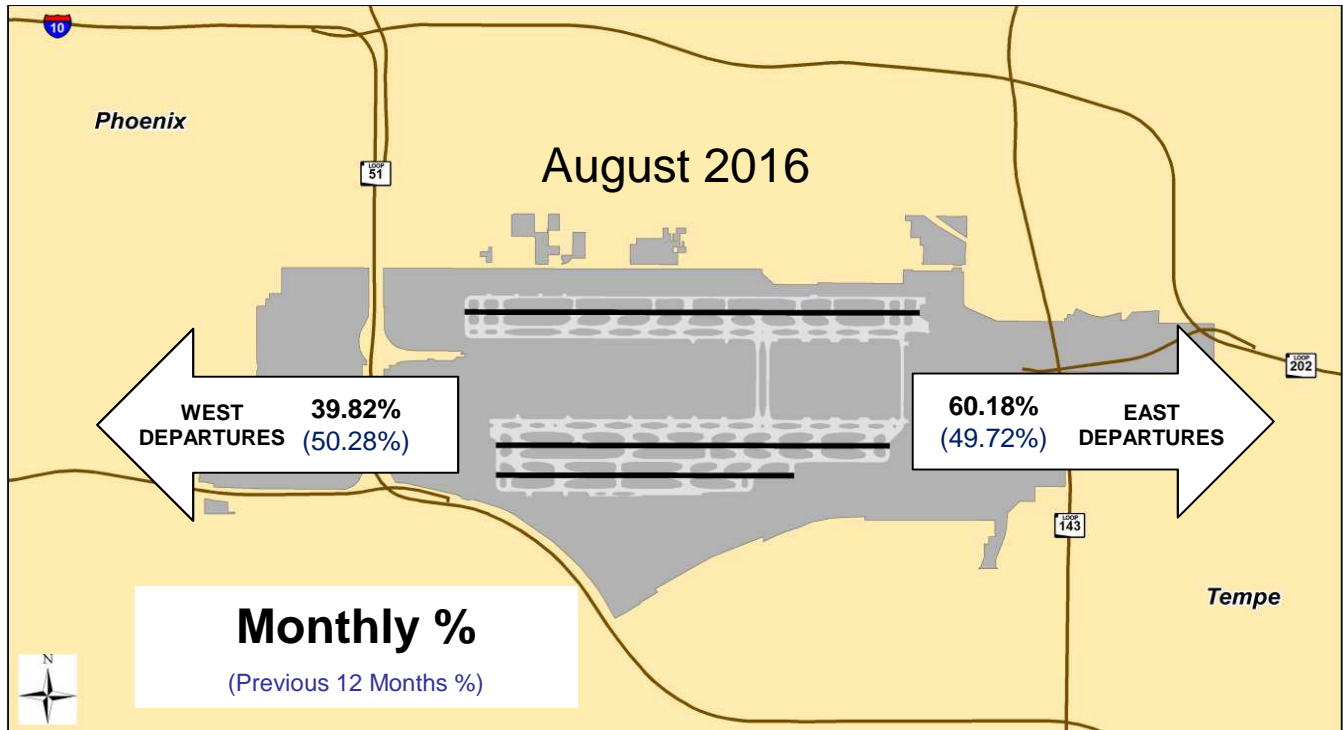 10
Phoenix
LOOP
51
August 2016
WEST
DEPARTURES
39.82%
(50.28%)
60.18%
(49.72%)
EAST
DEPARTURES
LOOP
202
LOOP
143
Monthly %
(Previous 12 Months %)
Tempe
N